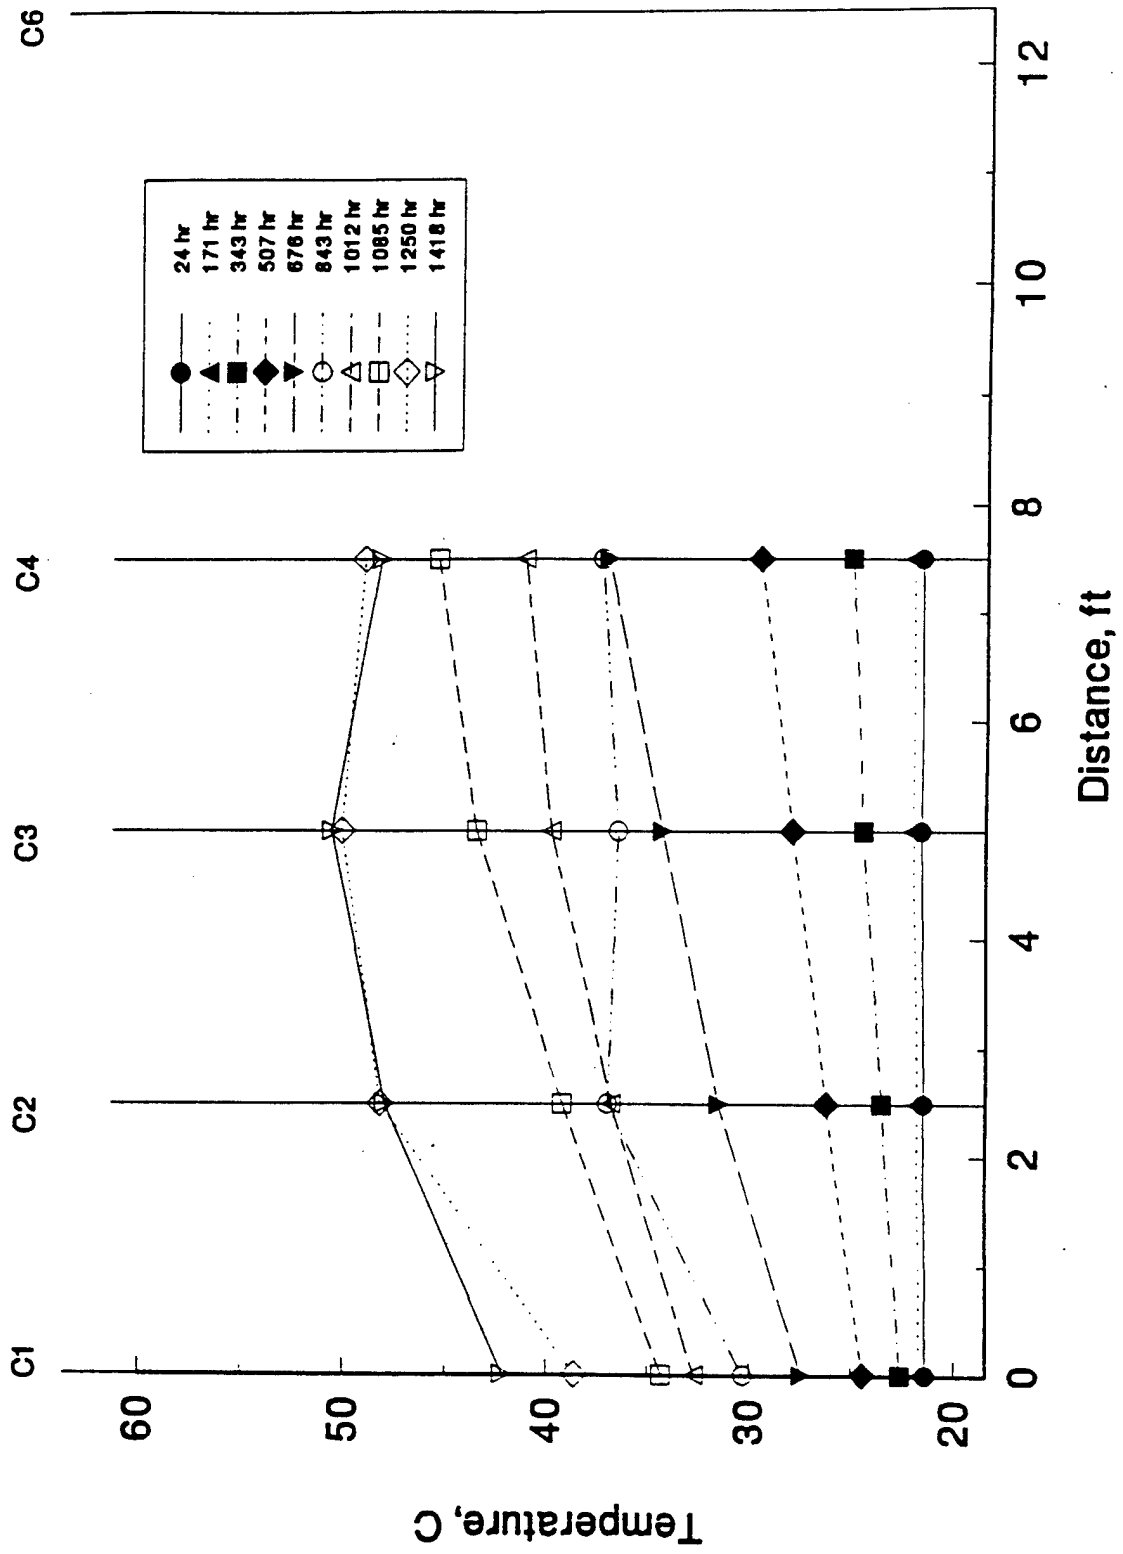 C1
C2
C3
C4
C6
24 hr
171 hr
343 hr
507 hr
676 hr
843 hr
1012 hr
1085 hr
1250 hr
1418 hr
60
50
40
30
20
Temperature, C
0
2
4
6
8
10
12
Distance, ft